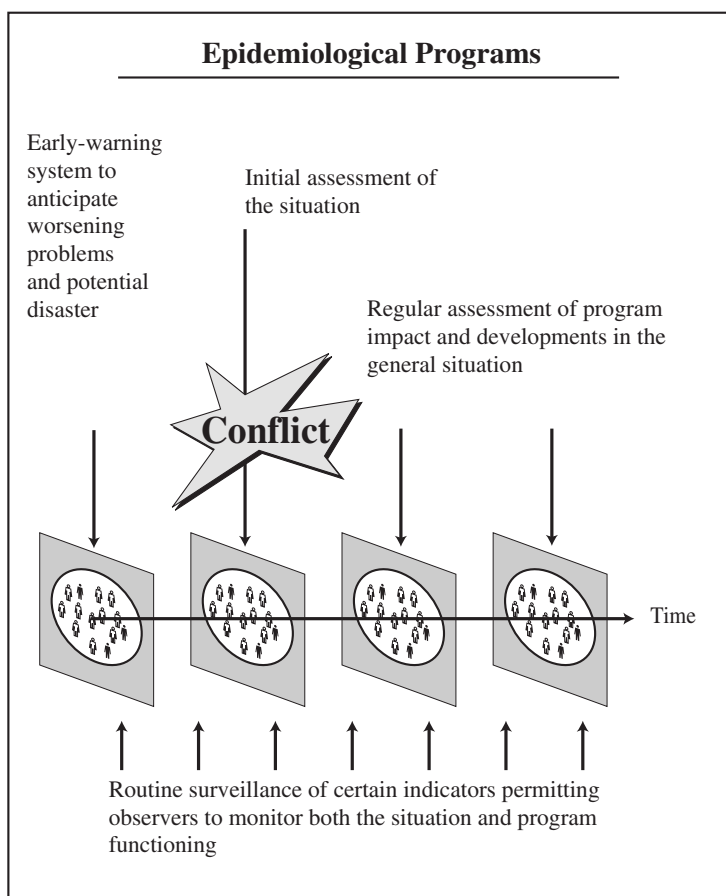 Epidemiological Programs
Early-warning
system to
anticipate
worsening
problems
and potential
disaster
Initial assessment of
the situation
Regular assessment of program
impact and developments in the
general situation
Conflict
Time
Routine surveillance of certain indicators permitting
observers to monitor both the situation and program
functioning